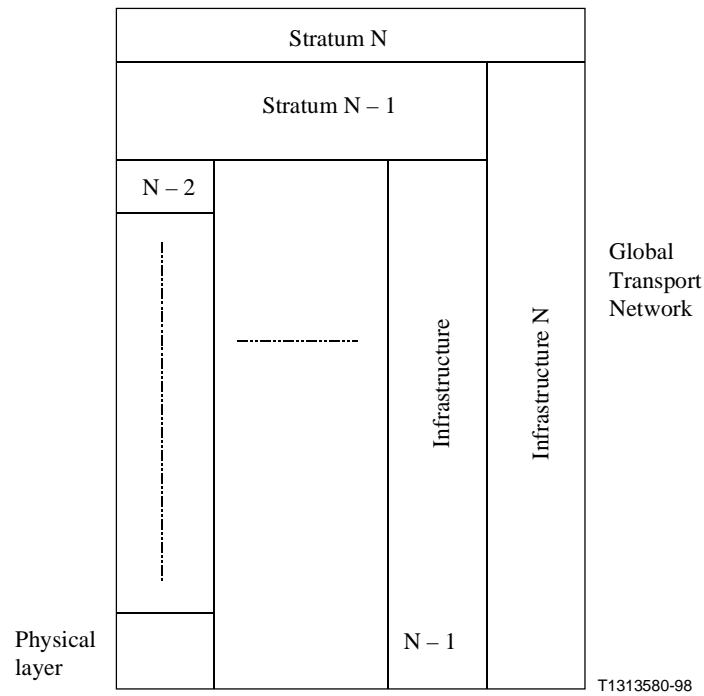 Stratum N
Stratum N – 1
N – 2
Global
Transport
Network
Infrastructure
Infrastructure N
Physical
layer
N – 1
T1313580-98